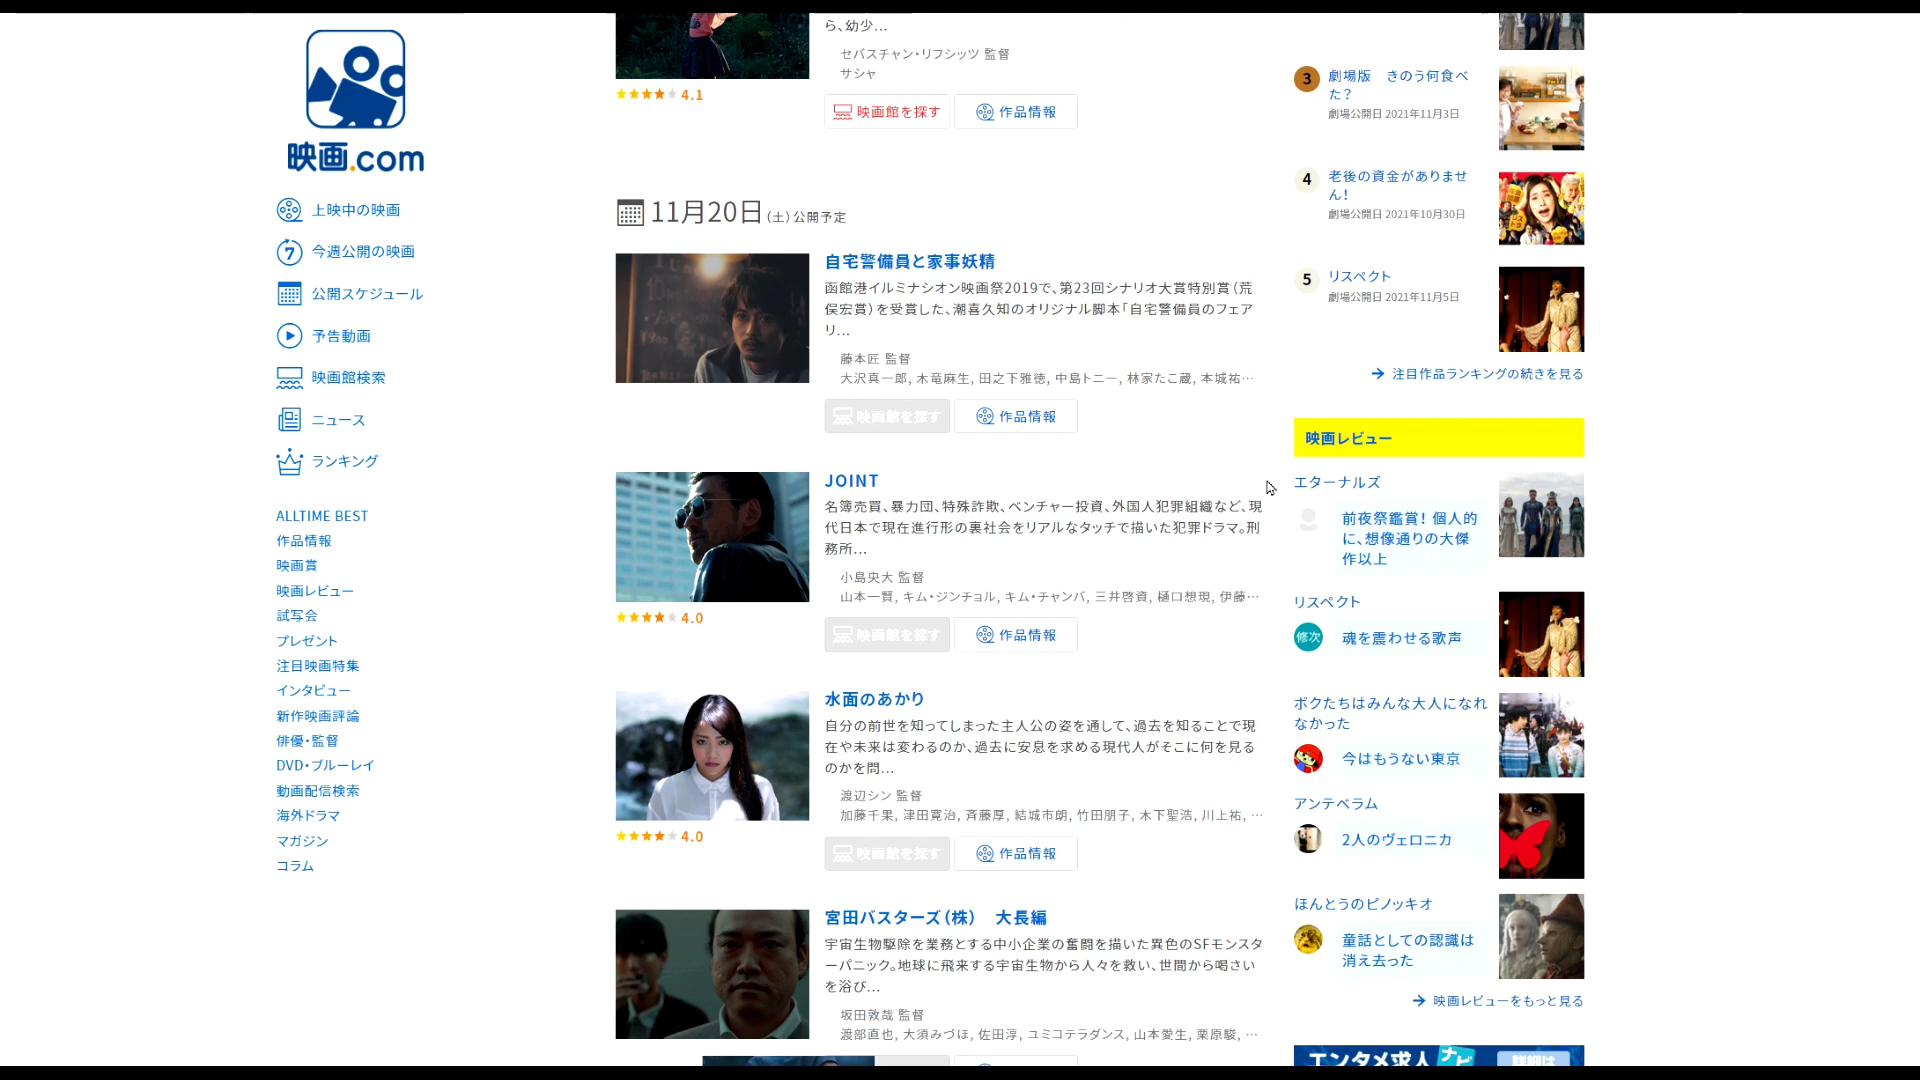 映画.com
上映中の映画
7
今週公開の映画
公開スケジュール
予告動画
映画館検索
ニュース
ランキング
ALLTIME BEST
作品情報
映画賞
映画レビュー
試写会
プレゼント
注目映画特集
インタビュー
新作映画評論
俳優・監督
DVD・ブルーレイ
動画配信検索
海外ドラマ
マガジン
コラム
ら、幼少...
セバスチャン・リフシッツ 監督
サシャ
4.1
映画館を探す
作品情報
11月20日(土)公開予定
自宅警備員と家事妖精
函館港イルミナシオン映画祭2019で、第23回シナリオ大賞特別賞(荒
俣宏賞)を受賞した、潮喜久知のオリジナル脚本「自宅警備員のフェア
リ...
藤本匠 監督
大沢真一郎, 木竜麻生, 田之下雅徳, 中島トニー, 林家たこ蔵, 本城祐…
映画館を探す
作品情報
JOINT
名簿売買、暴力団、特殊詐欺、ベンチャー投資、外国人犯罪組織など、現
代日本で現在進行形の裏社会をリアルなタッチで描いた犯罪ドラマ。刑
務所...
小島央大 監督
山本一賢, キム・ジンチョル, キム・チャンバ, 三井啓資, 樋口想現, 伊藤…
4.0
映画館を探す
作品情報
水面のあかり
自分の前世を知ってしまった主人公の姿を通して、過去を知ることで現
在や未来は変わるのか、過去に安息を求める現代人がそこに何を見る
のかを問...
渡辺シン 監督
加藤千果, 津田寛治, 斉藤厚, 結城市朗, 竹田朋子, 木下聖浩, 川上祐, …
4.0
映画館を探す
作品情報
宮田バスターズ(株) 大長編
宇宙生物駆除を業務とする中小企業の奮闘を描いた異色のSFモンスタ
ーパニック。地球に飛来する宇宙生物から人々を救い、世間から喝さい
を浴び...
坂田敦哉 監督
渡部直也, 大須みづほ, 佐田淳, ユミコテラダンス, 山本愛生, 栗原駿, …
3
劇場版 きのう何食べ
た?
劇場公開日 2021年11月3日
4
老後の資金がありませ
ん!
劇場公開日 2021年10月30日
5
リスペクト
劇場公開日 2021年11月5日
注目作品ランキングの続きを見る
映画レビュー
エターナルズ
前夜祭鑑賞! 個人的
に、想像通りの大傑
作以上
リスペクト
修次
魂を震わせる歌声
ボクたちはみんな大人になれ
なかった
今はもうない東京
アンテベラム
2人のヴェロニカ
ほんとうのピノッキオ
童話としての認識は
消え去った
映画レビューをもっと見る
エンタメ求人ナビ
詳細は